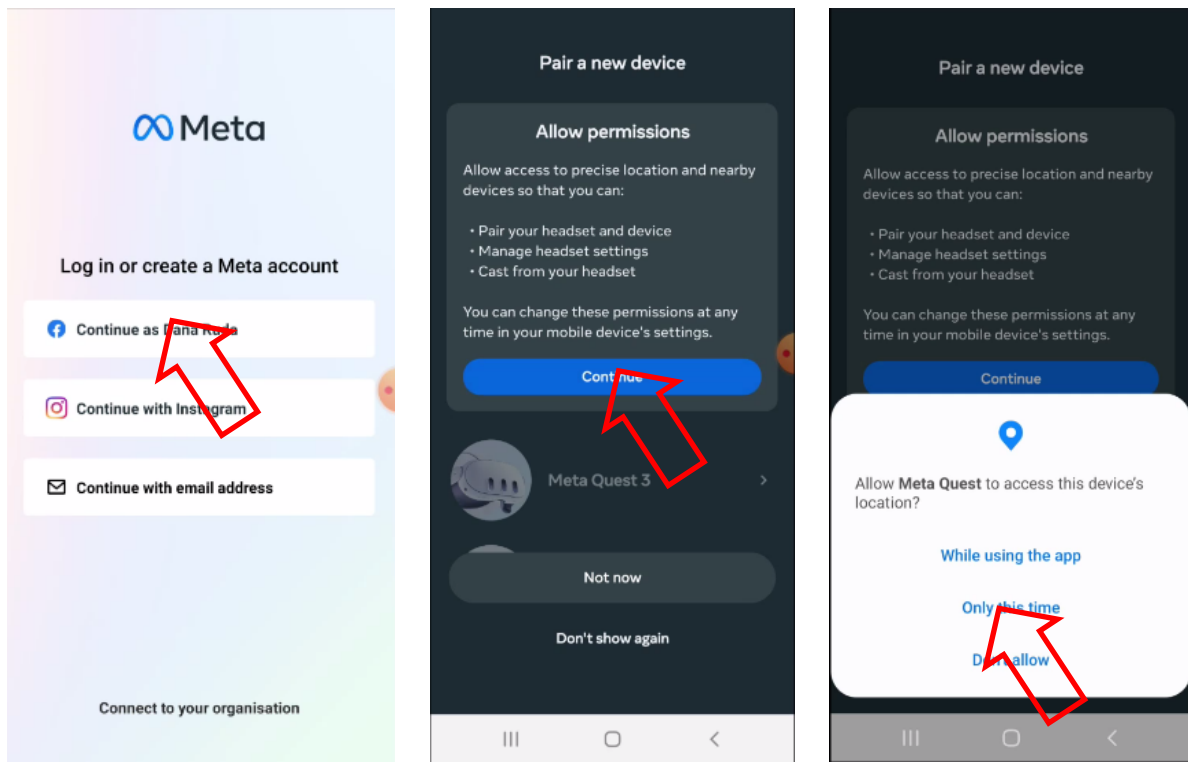 Meta
Log in or create a Meta account
Continue as Dana Rada
Continue with Instagram
Continue with email address
Connect to your organisation
Pair a new device
Allow permissions
Allow access to precise location and nearby
devices so that you can:
• Pair your headset and device
• Manage headset settings
• Cast from your headset
You can change these permissions at any
time in your mobile device's settings.
Continue
Meta Quest 3
Not now
Don't show again
Pair a new device
Allow permissions
Allow access to precise location and nearby
devices so that you can:
• Pair your headset and device
• Manage headset settings
• Cast from your headset
You can change these permissions at any
time in your mobile device's settings.
Continue
Allow Meta Quest to access this device's
location?
While using the app
Only this time
Don't allow